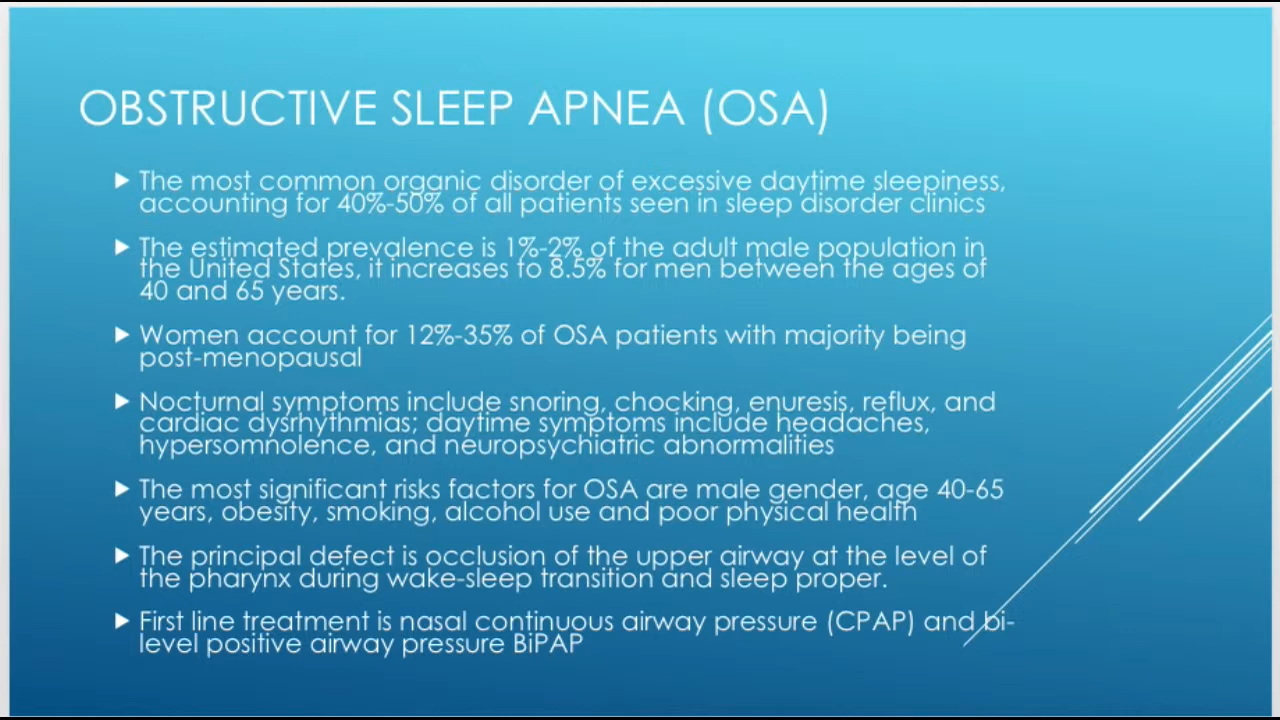 OBSTRUCTIVE SLEEP APNEA (OSA)
The most common organic disorder of excessive daytime sleepiness,
accounting for 40%-50% of all patients seen in sleep disorder clinics
The estimated prevalence is 1%-2% of the adult male population in
the United States, it increases to 8.5% for men between the ages of
40 and 65 years.
Women account for 12%-35% of OSA patients with majority being
post-menopausal
Nocturnal symptoms include snoring, chocking, enuresis, reflux, and
cardiac dysrhythmias; daytime symptoms include headaches,
hypersomnolence, and neuropsychiatric abnormalities
The most significant risks factors for OSA are male gender, age 40-65
years, obesity, smoking, alcohol use and poor physical health
The principal defect is occlusion of the upper airway at the level of
the pharynx during wake-sleep transition and sleep proper.
First line treatment is nasal continuous airway pressure (CPAP) and bi-
level positive airway pressure BiPAP